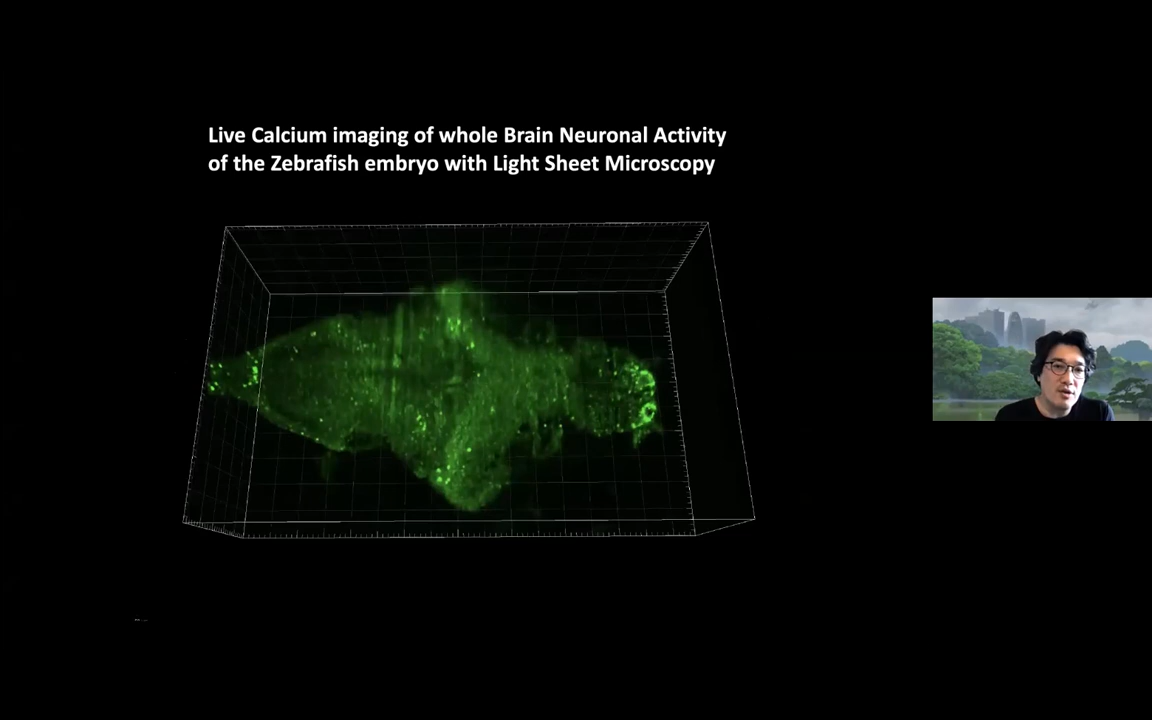 Live Calcium imaging of whole Brain Neuronal Activity
of the Zebrafish embryo with Light Sheet Microscopy